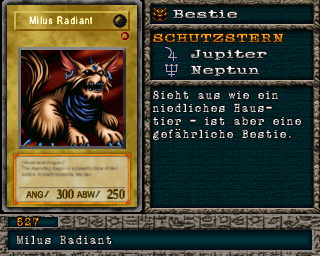 Milus Radiant
ANG/ 300 ABW/ 250
Bestie
SCHUTZSTERN
Jupiter
Neptun
Sieht aus wie ein
niedliches Haus-
tier - ist aber eine
gefährliche Bestie.
527
Milus Radiant